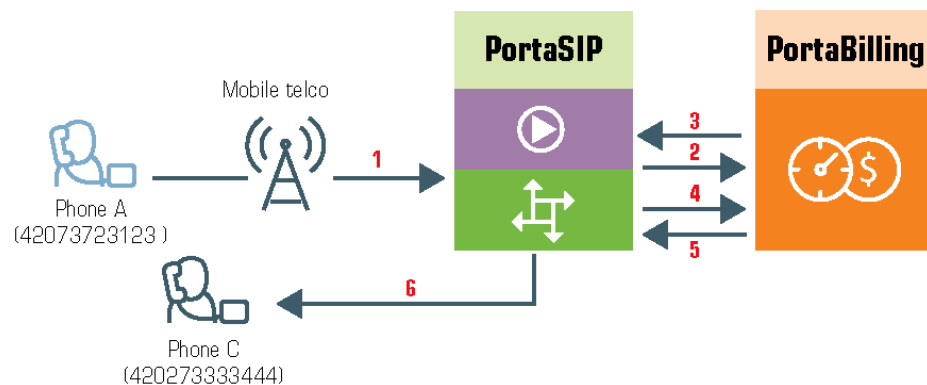 PortaSIP
PortaBilling
Mobile telco
3
1
2
$
4
Phone A
(42073723123 )
5
6
Phone C
(420273333444)